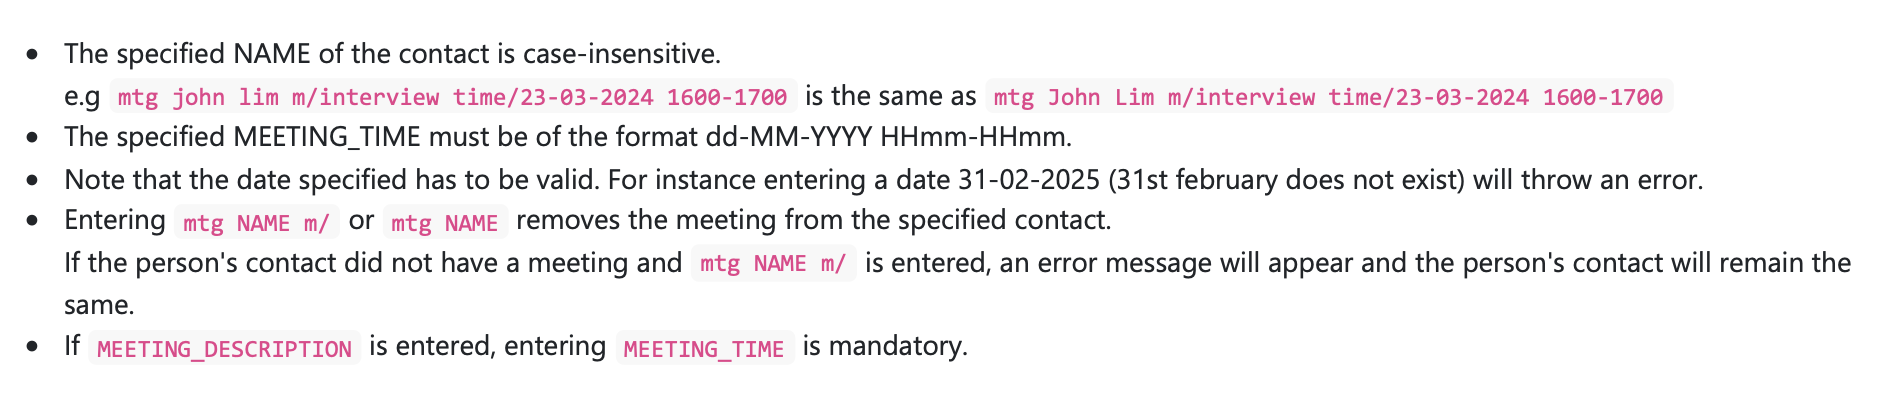 • The specified NAME of the contact is case-insensitive.
e.g mtg john lim m/interview time/23-03-2024 1600-1700 is the same as mtg John Lim m/interview time/23-03-2024 1600-1700
• The specified MEETING_TIME must be of the format dd-MM-YYYY HHmm-HHmm.
• Note that the date specified has to be valid. For instance entering a date 31-02-2025 (31st february does not exist) will throw an error.
• Entering mtg NAME m/ or mtg NAME removes the meeting from the specified contact.
If the person's contact did not have a meeting and mtg NAME m/ is entered, an error message will appear and the person's contact will remain the
same.
• If MEETING_DESCRIPTION is entered, entering MEETING_TIME is mandatory.